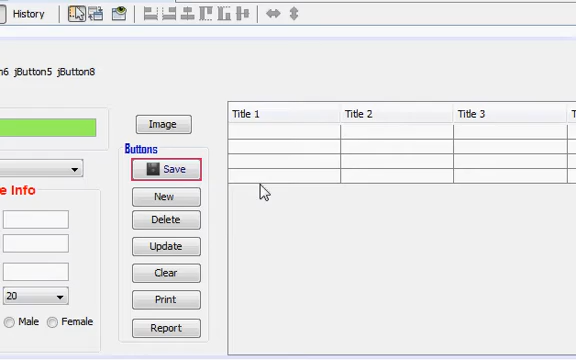 History
6 jButton5 jButton8
Title 1 Title 2 Title 3
Image
Buttons
Save
e Info
New
Delete
Update
Clear
20
Print
Male Female
Report